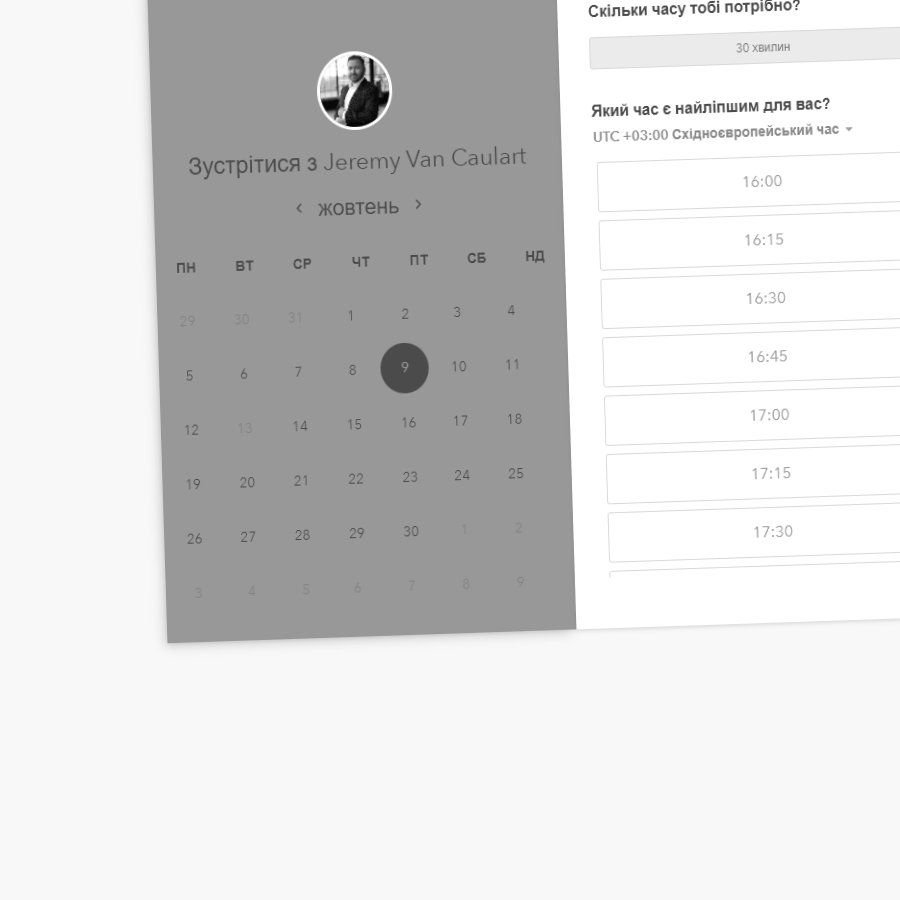 Зустрітися з Jeremy Van Caulart
жовтень
ПН ВТ СР ЧТ ПТ СБ НД
29 30 31 1 2 3 4
5 6 7 8 9 10 11
12 13 14 15 16 17 18
19 20 21 22 23 24 25
26 27 28 29 30 1 2
3 4 5 6 7 8 9
Скільки часу тобі потрібно?
30 хвилин
Який час є найліпшим для вас?
UTC +03:00 Східноєвропейський час
16:00
16:15
16:30
16:45
17:00
17:15
17:30